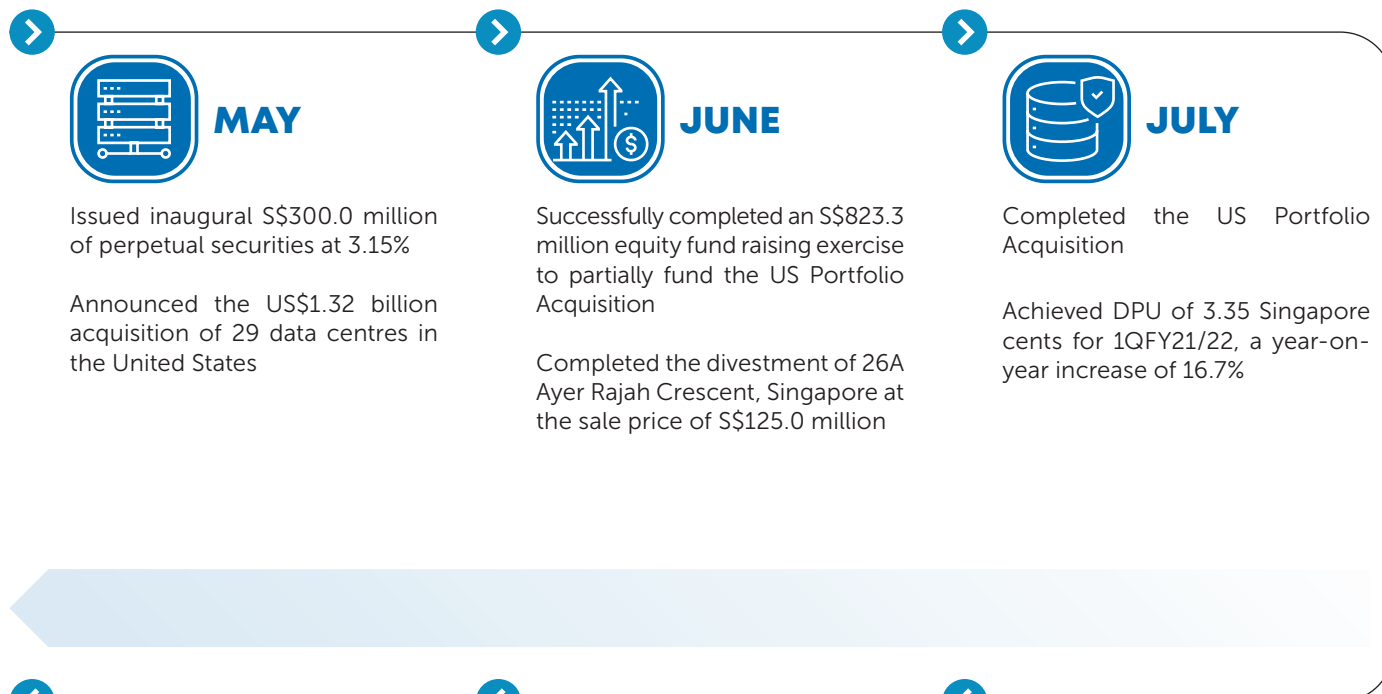 MAY
Issued inaugural S$300.0 million
of perpetual securities at 3.15%
Announced the US$1.32 billion
acquisition of 29 data centres in
the United States
JUNE
Successfully completed an S$823.3
million equity fund raising exercise
to partially fund the US Portfolio
Acquisition
Completed the divestment of 26A
Ayer Rajah Crescent, Singapore at
the sale price of S$125.0 million
JULY
Completed the US Portfolio
Acquisition
Achieved DPU of 3.35 Singapore
cents for 1QFY21/22, a year-on-
year increase of 16.7%